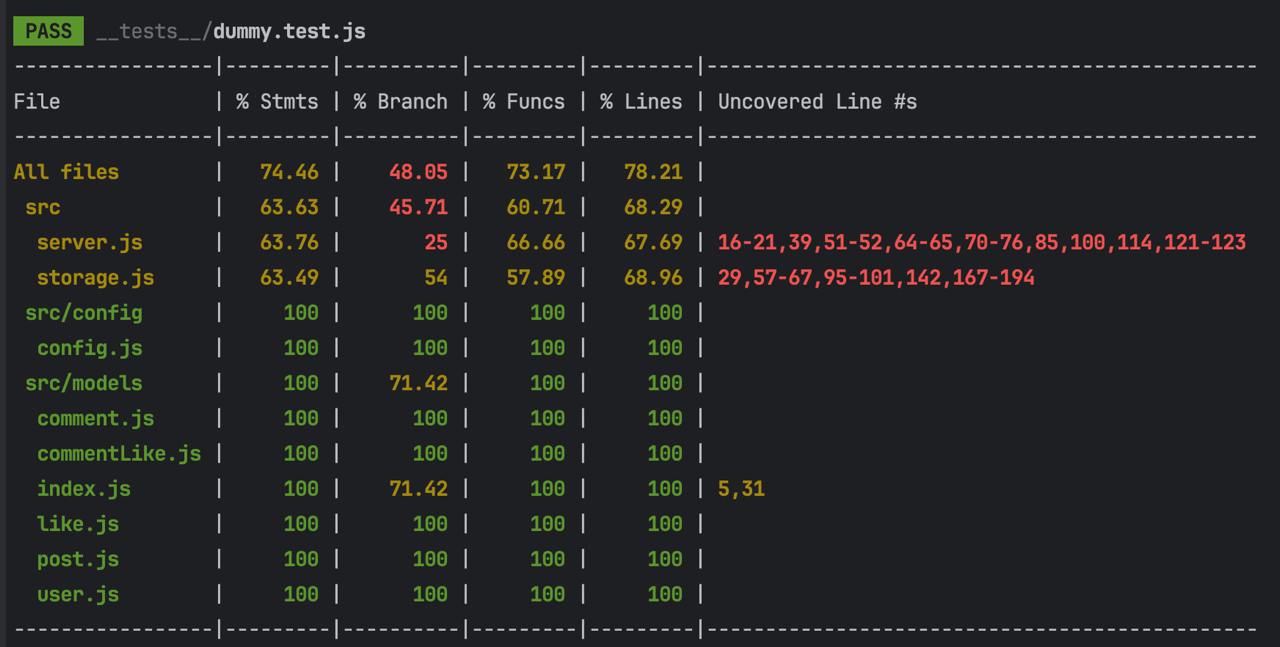 PASS __tests__/dummy.test.js
-----------------|---------|----------|---------|---------|-----------------------------------------------
File             | % Stmts | % Branch | % Funcs | % Lines | Uncovered Line #s
-----------------|---------|----------|---------|---------|-----------------------------------------------
All files        |   74.46 |    48.05 |   73.17 |   78.21 |
 src             |   63.63 |    45.71 |   60.71 |   68.29 |
  server.js      |   63.76 |       25 |   66.66 |   67.69 | 16-21,39,51-52,64-65,70-76,85,100,114,121-123
  storage.js     |   63.49 |       54 |   57.89 |   68.96 | 29,57-67,95-101,142,167-194
 src/config      |     100 |      100 |     100 |     100 |
  config.js      |     100 |      100 |     100 |     100 |
 src/models      |     100 |    71.42 |     100 |     100 |
  comment.js     |     100 |      100 |     100 |     100 |
  commentLike.js |     100 |      100 |     100 |     100 |
  index.js       |     100 |    71.42 |     100 |     100 | 5,31
  like.js        |     100 |      100 |     100 |     100 |
  post.js        |     100 |      100 |     100 |     100 |
  user.js        |     100 |      100 |     100 |     100 |
-----------------|---------|----------|---------|---------|-----------------------------------------------